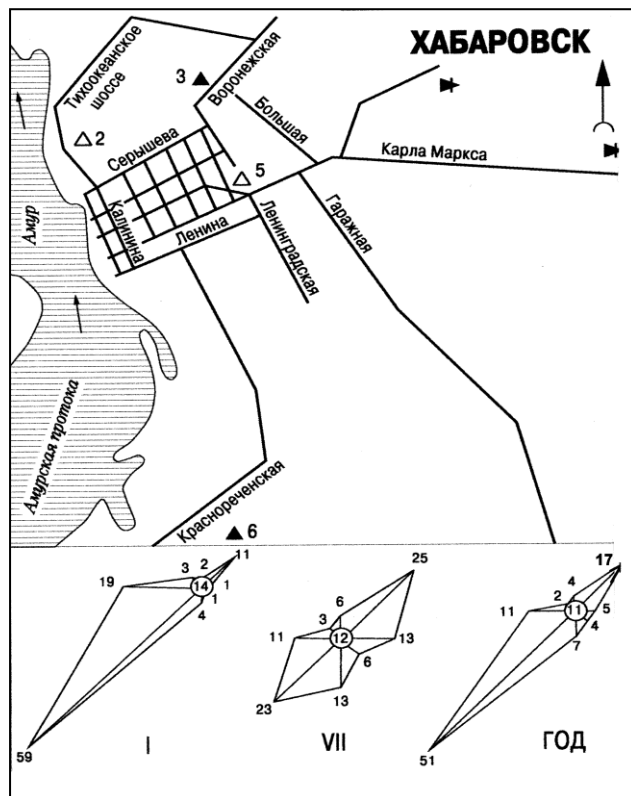 ХАБАРОВСК
Тихоокеанское
шоссе
3
Воронежская
Большая
2
Серышева
5
Карла Маркса
Калинина
Ленина
Ленинградская
Гаражная
Амур
Амурская протока
Краснореченская
6
19
3
2
11
14
1
1
4
59
I
25
6
3
11
12
13
6
23
13
VII
17
4
2
11
11
5
4
7
51
ГОД